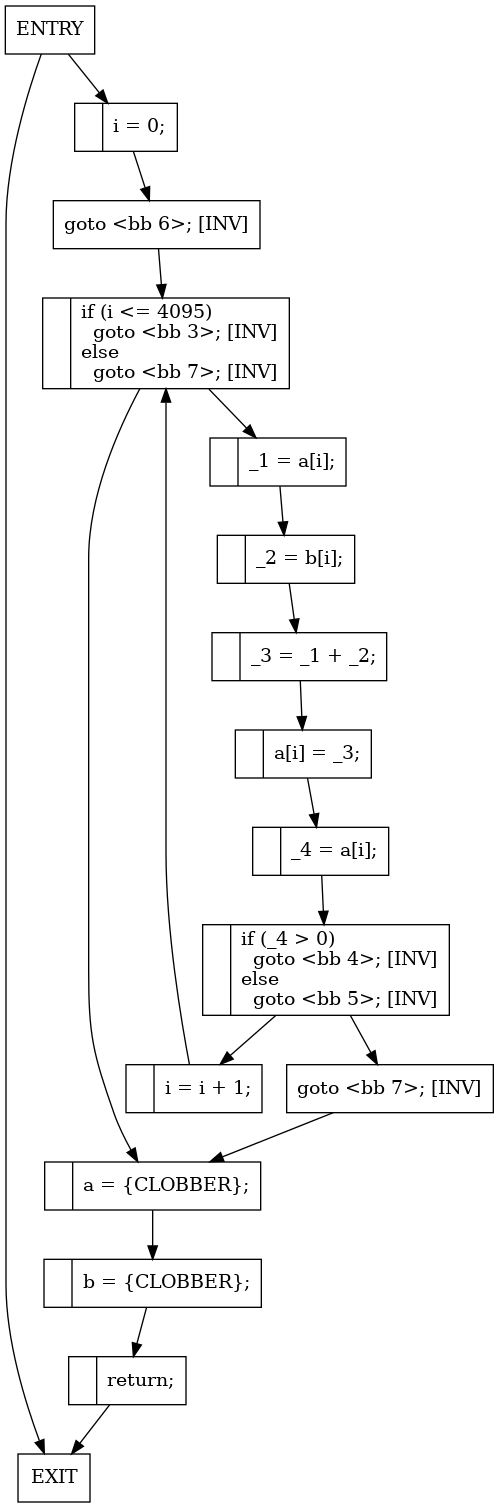 ENTRY
i = 0;
goto <bb 6>; [INV]
if (i <= 4095)
goto <bb 3>; [INV]
else
goto <bb 7>; [INV]
_1 = a[i];
_2 = b[i];
_3 = _1 + _2;
a[i] = _3;
_4 = a[i];
if (_4 > 0)
goto <bb 4>; [INV]
else
goto <bb 5>; [INV]
i = i + 1;
goto <bb 7>; [INV]
a = {CLOBBER};
b = {CLOBBER};
return;
EXIT